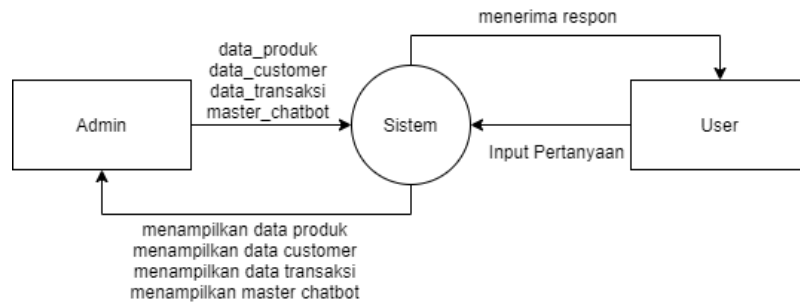 menerima respon
data_produk
data_customer
data_transaksi
master_chatbot
Admin
Sistem
User
Input Pertanyaan
menampilkan data produk
menampilkan data customer
menampilkan data transaksi
menampilkan master chatbot